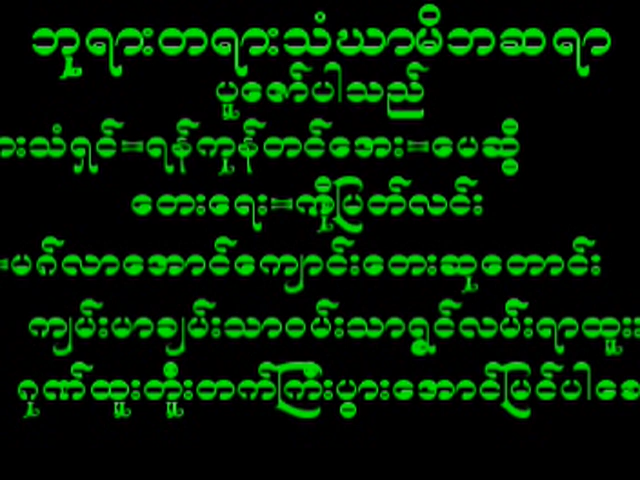 ဘုရားတရားသံဃာမိဘဆရာ
ပူဇော်ပါသည်
ားသံရှင်=ရန်ကုန်တင်အေး=ပေဆွိ
တေးရေး=ကိုမြတ်လင်း
=မင်္ဂလာအောင်ကျောင်းတေးဆုတောင်း
ကျမ်းမာချမ်းသာဝမ်းသာရွှင်လမ်းရာထူး
ဂုဏ်ထူးတိုးတက်ကြီးပွားအောင်မြင်ပါစေ